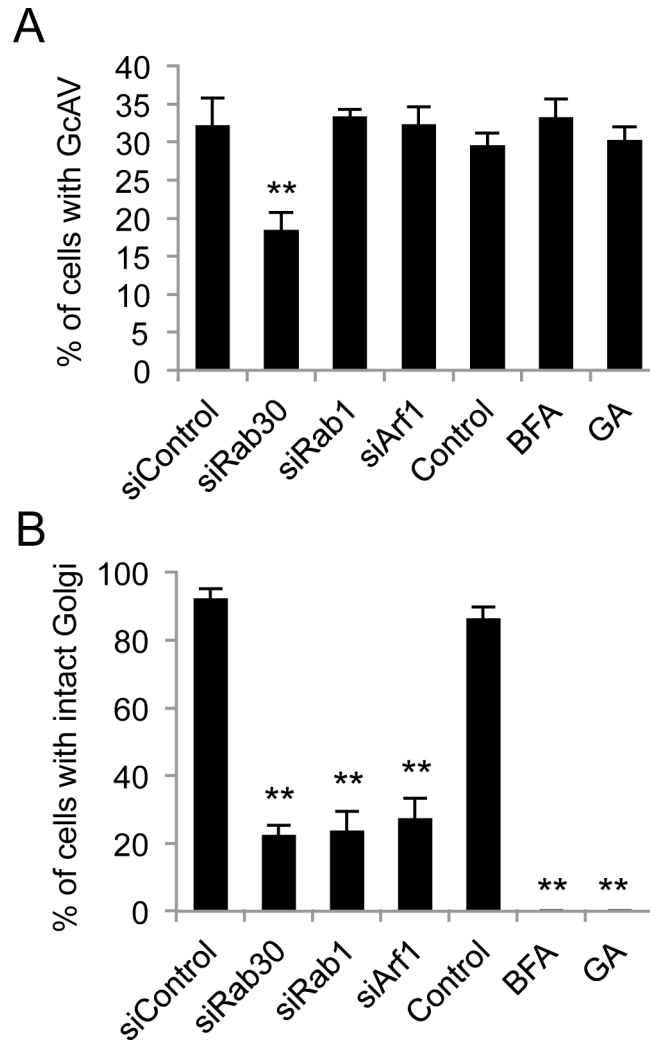 A
% of cells with GcAV
40
35
30
25
20
15
10
5
0
**
siControl
siRab30
siRab1
siArf1
Control
BFA
GA
B
% of cells with intact Golgi
100
80
60
40
20
0
**
**
**
**
**
siControl
siRab30
siRab1
siArf1
Control
BFA
GA